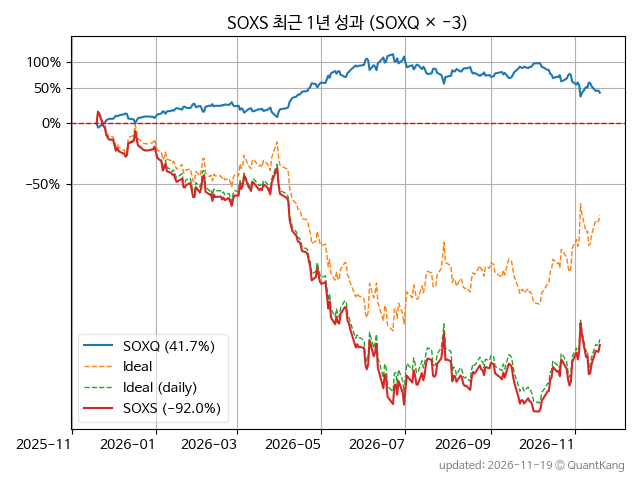 SOXS 최근 1년 성과 (SOXQ × −3)
100%
50%
0%
−50%
SOXQ (41.7%)
Ideal
Ideal (daily)
SOXS (−92.0%)
2025-11 2026-01 2026-03 2026-05 2026-07 2026-09 2026-11
updated: 2026-11-19 © QuantKang